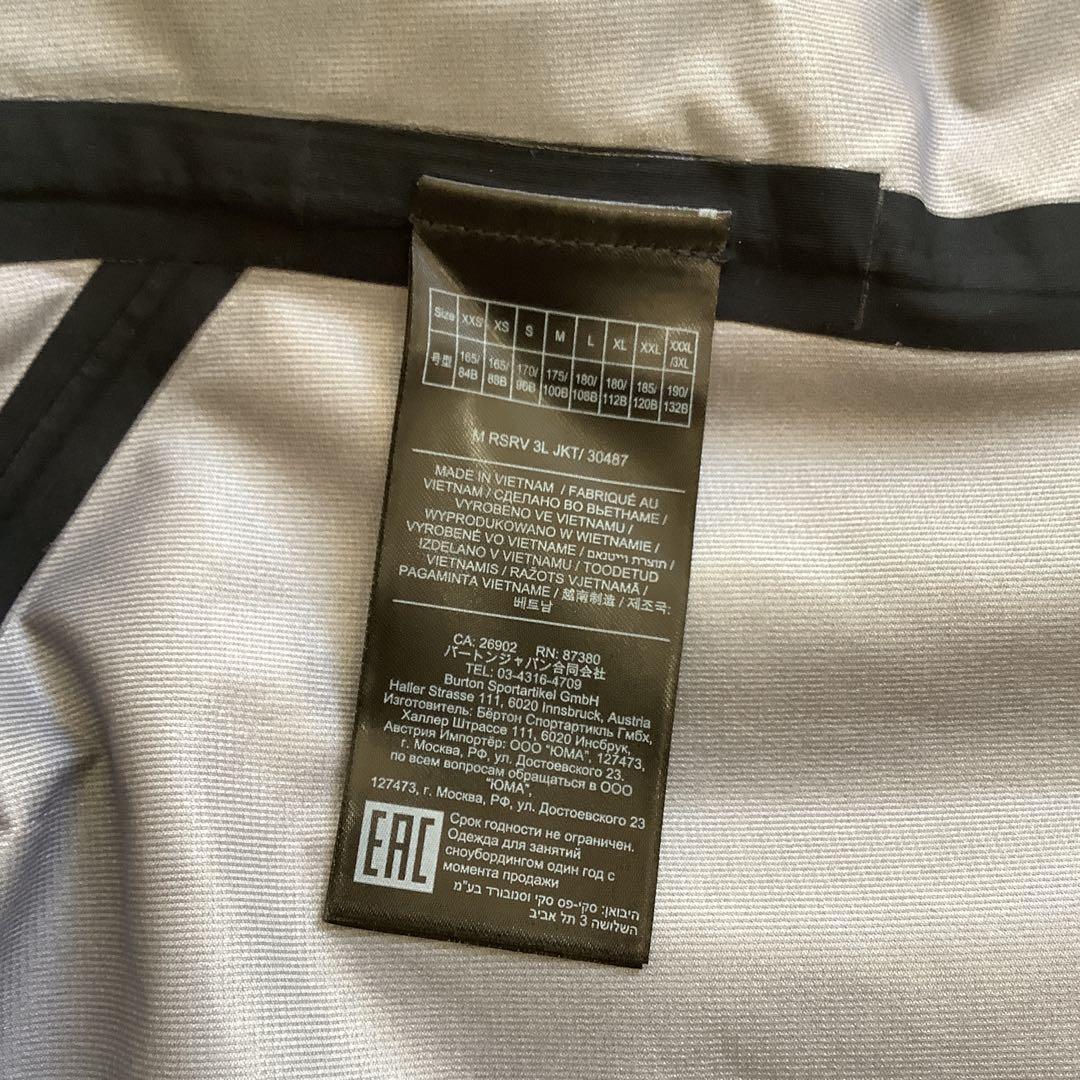 Size XXS XS S M L XL XXL XXXL
/3XL
号型 165/ 165/ 170/ 175/ 180/ 180/ 185/ 190/
84B 88B 96B 100B 108B 112B 120B 132B
M RSRV 3L JKT/ 30487
MADE IN VIETNAM / FABRIQUÉ AU
VIETNAM / СДЕЛАНО ВО ВЬЕТНАМЕ /
VYROBENO VE VIETNAMU /
WYPRODUKOWANO W WIETNAMIE /
VYROBENÉ VO VIETNAME / תוצרת וייטנאם /
IZDELANO V VIETNAMU / TOODETUD
VIETNAMIS / RAŽOTS VJETNAMĀ /
PAGAMINTA VIETNAME / 越南制造 / 제조국:
베트남
CA: 26902 RN: 87380
バートンジャパン合同会社
TEL: 03-4316-4709
Burton Sportartikel GmbH
Haller Strasse 111, 6020 Innsbruck, Austria
Изготовитель: Бёртон Спортартикль Гмбх,
Халлер Штрассе 111, 6020 Инсбрук,
Австрия Импортёр: ООО "ЮМА", 127473,
г. Москва, РФ, ул. Достоевского 23.
по всем вопросам обращаться в ООО
"ЮМА",
127473, г. Москва, РФ, ул. Достоевского 23
EAC
Срок годности не ограничен.
Одежда для занятий
сноубордингом один год с
момента продажи
היבואן: סקי-פס סקי וסנובורד בע"מ
השלושה 3 תל אביב